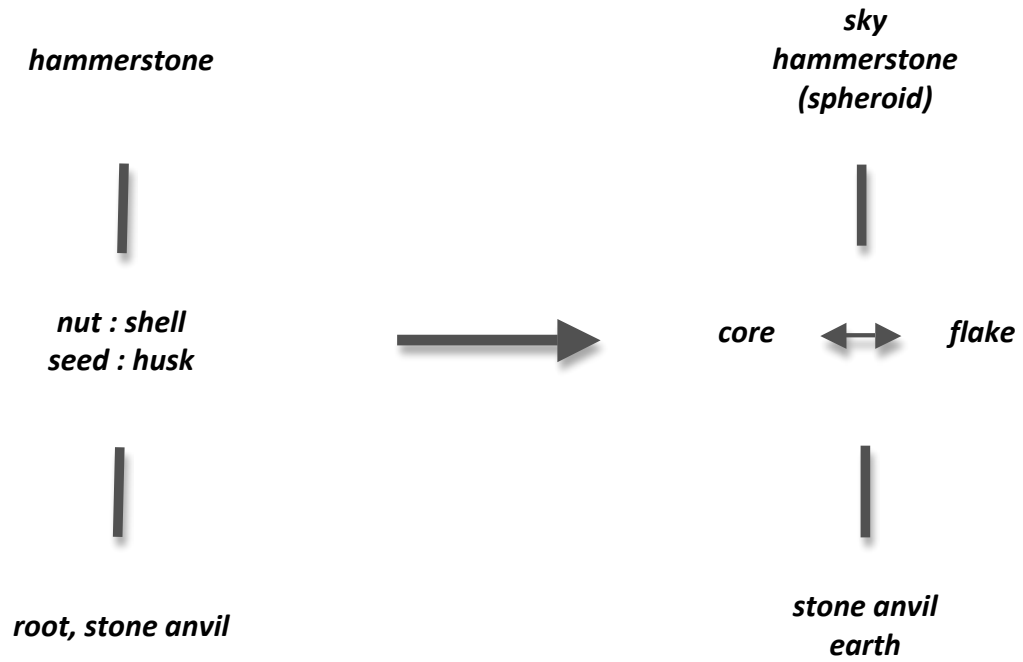 hammerstone
nut : shell
seed : husk
root, stone anvil
sky
hammerstone
(spheroid)
core
flake
stone anvil
earth